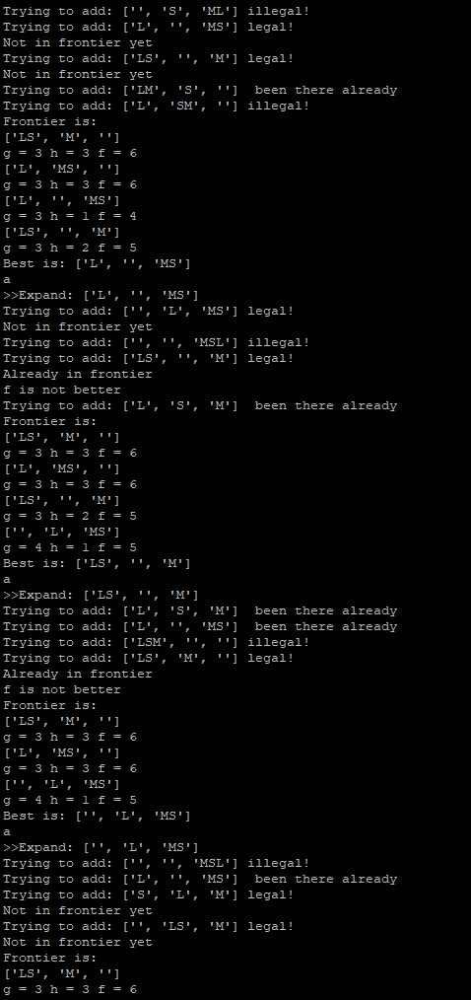 Trying to add: ['', 'S', 'ML'] illegal!
Trying to add: ['L', '', 'MS'] legal!
Not in frontier yet
Trying to add: ['LS', '', 'M'] legal!
Not in frontier yet
Trying to add: ['LM', 'S', '']  been there already
Trying to add: ['L', 'SM', ''] illegal!
Frontier is:
['LS', 'M', '']
g = 3 h = 3 f = 6
['L', 'MS', '']
g = 3 h = 3 f = 6
['L', '', 'MS']
g = 3 h = 1 f = 4
['LS', '', 'M']
g = 3 h = 2 f = 5
Best is: ['L', '', 'MS']
a
>>Expand: ['L', '', 'MS']
Trying to add: ['', 'L', 'MS'] legal!
Not in frontier yet
Trying to add: ['', '', 'MSL'] illegal!
Trying to add: ['LS', '', 'M'] legal!
Already in frontier
f is not better
Trying to add: ['L', 'S', 'M']  been there already
Frontier is:
['LS', 'M', '']
g = 3 h = 3 f = 6
['L', 'MS', '']
g = 3 h = 3 f = 6
['LS', '', 'M']
g = 3 h = 2 f = 5
['', 'L', 'MS']
g = 4 h = 1 f = 5
Best is: ['LS', '', 'M']
a
>>Expand: ['LS', '', 'M']
Trying to add: ['L', 'S', 'M']  been there already
Trying to add: ['L', '', 'MS']  been there already
Trying to add: ['LSM', '', ''] illegal!
Trying to add: ['LS', 'M', ''] legal!
Already in frontier
f is not better
Frontier is:
['LS', 'M', '']
g = 3 h = 3 f = 6
['L', 'MS', '']
g = 3 h = 3 f = 6
['', 'L', 'MS']
g = 4 h = 1 f = 5
Best is: ['', 'L', 'MS']
a
>>Expand: ['', 'L', 'MS']
Trying to add: ['', '', 'MSL'] illegal!
Trying to add: ['L', '', 'MS']  been there already
Trying to add: ['S', 'L', 'M'] legal!
Not in frontier yet
Trying to add: ['', 'LS', 'M'] legal!
Not in frontier yet
Frontier is:
['LS', 'M', '']
g = 3 h = 3 f = 6